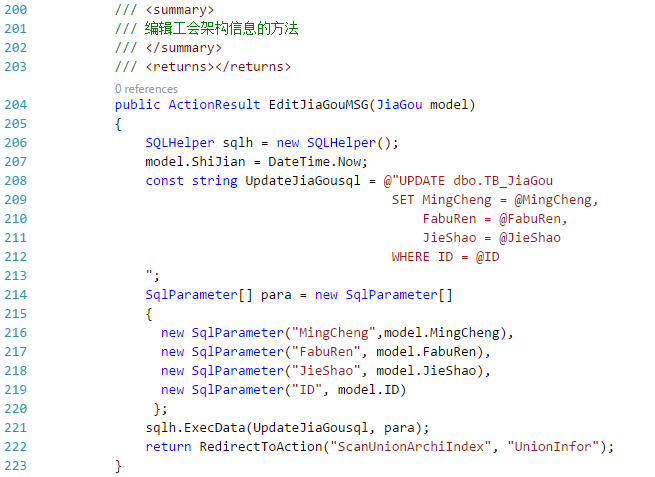 200 /// <summary>
201 /// 编辑工会架构信息的方法
202 /// </summary>
203 /// <returns></returns>
0 references
204 public ActionResult EditJiaGouMSG(JiaGou model)
205 {
206 SQLHelper sqlh = new SQLHelper();
207 model.ShiJian = DateTime.Now;
208 const string UpdateJiaGousql = @"UPDATE dbo.TB_JiaGou
209 SET MingCheng = @MingCheng,
210 FabuRen = @FabuRen,
211 JieShao = @JieShao
212 WHERE ID = @ID
213 ";
214 SqlParameter[] para = new SqlParameter[]
215 {
216 new SqlParameter("MingCheng",model.MingCheng),
217 new SqlParameter("FabuRen", model.FabuRen),
218 new SqlParameter("JieShao", model.JieShao),
219 new SqlParameter("ID", model.ID)
220 };
221 sqlh.ExecData(UpdateJiaGousql, para);
222 return RedirectToAction("ScanUnionArchiIndex", "UnionInfor");
223 }